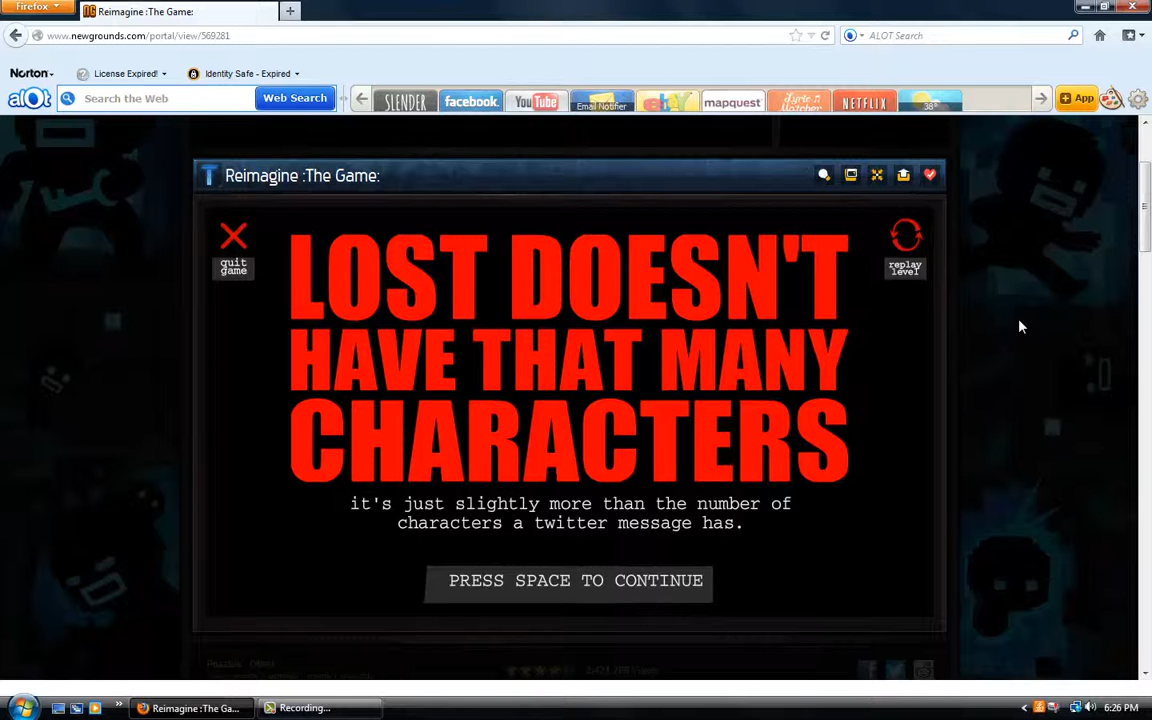 Firefox
Reimagine :The Game:
www.newgrounds.com/portal/view/569281
ALOT Search
Norton
License Expired!
Identity Safe - Expired
alot
Search the Web
Web Search
SLENDER
facebook.
YouTube
Email Notifier
ebay
mapquest
NETFLIX
38°
App
Reimagine :The Game:
quit
game
replay
level
LOST DOESN'T
HAVE THAT MANY
CHARACTERS
it's just slightly more than the number of
characters a twitter message has.
PRESS SPACE TO CONTINUE
Reimagine :The Ga...
Recording...
6:26 PM